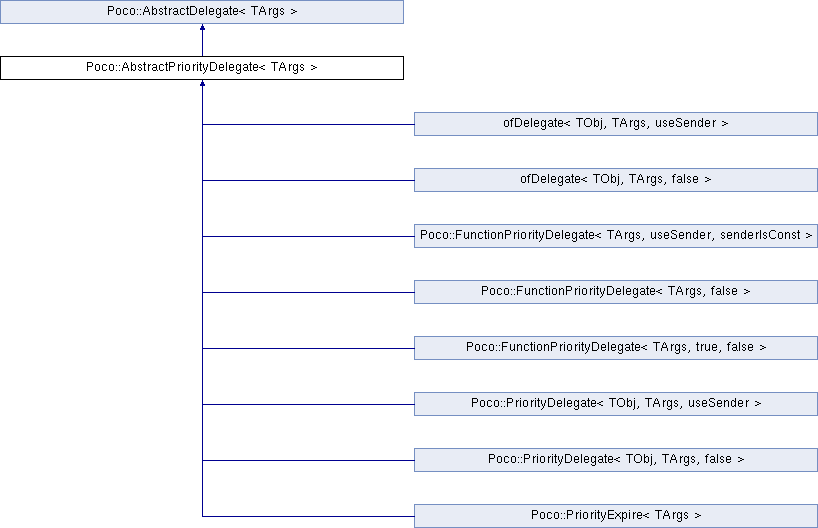 Poco::AbstractDelegate< TArgs >
Poco::AbstractPriorityDelegate< TArgs >
ofDelegate< TObj, TArgs, useSender >
ofDelegate< TObj, TArgs, false >
Poco::FunctionPriorityDelegate< TArgs, useSender, senderIsConst >
Poco::FunctionPriorityDelegate< TArgs, false >
Poco::FunctionPriorityDelegate< TArgs, true, false >
Poco::PriorityDelegate< TObj, TArgs, useSender >
Poco::PriorityDelegate< TObj, TArgs, false >
Poco::PriorityExpire< TArgs >